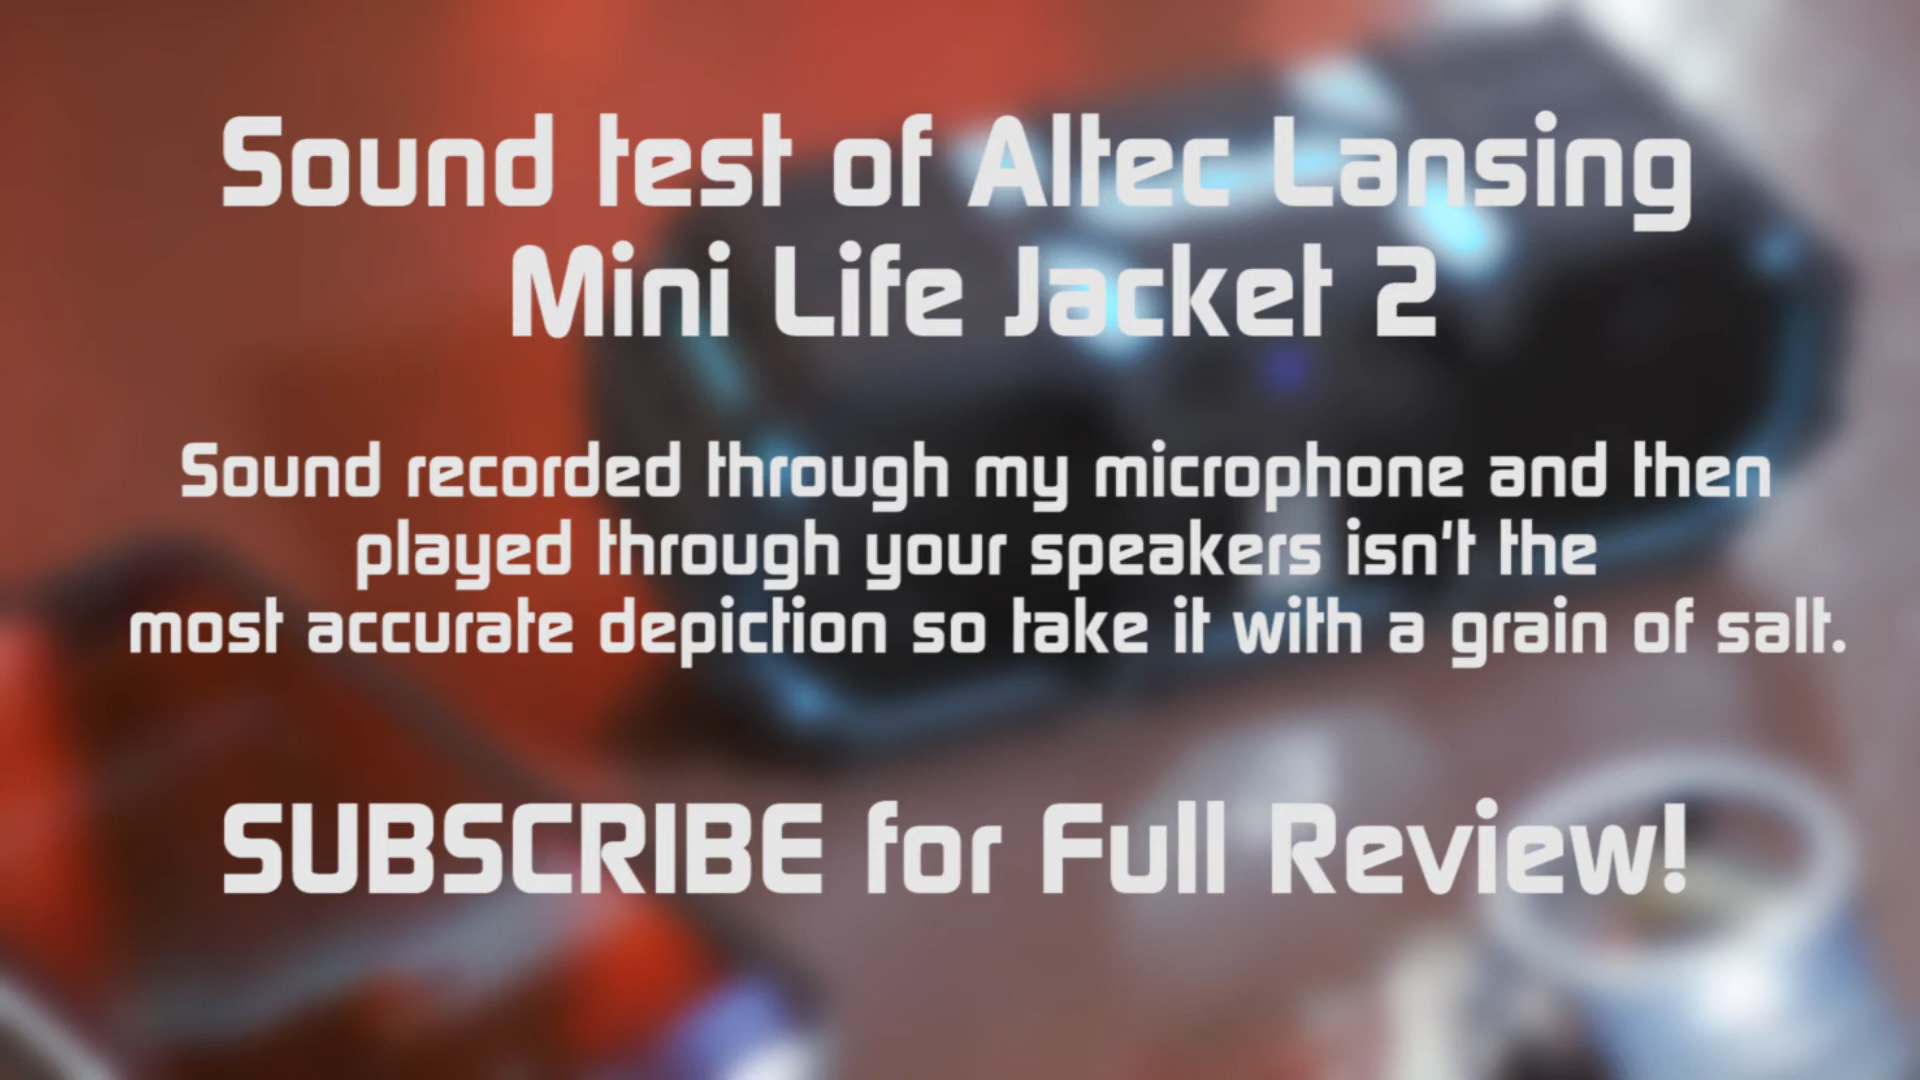 Sound test of Altec Lansing
Mini Life Jacket 2
Sound recorded through my microphone and then
played through your speakers isn't the
most accurate depiction so take it with a grain of salt.
SUBSCRIBE for Full Review!